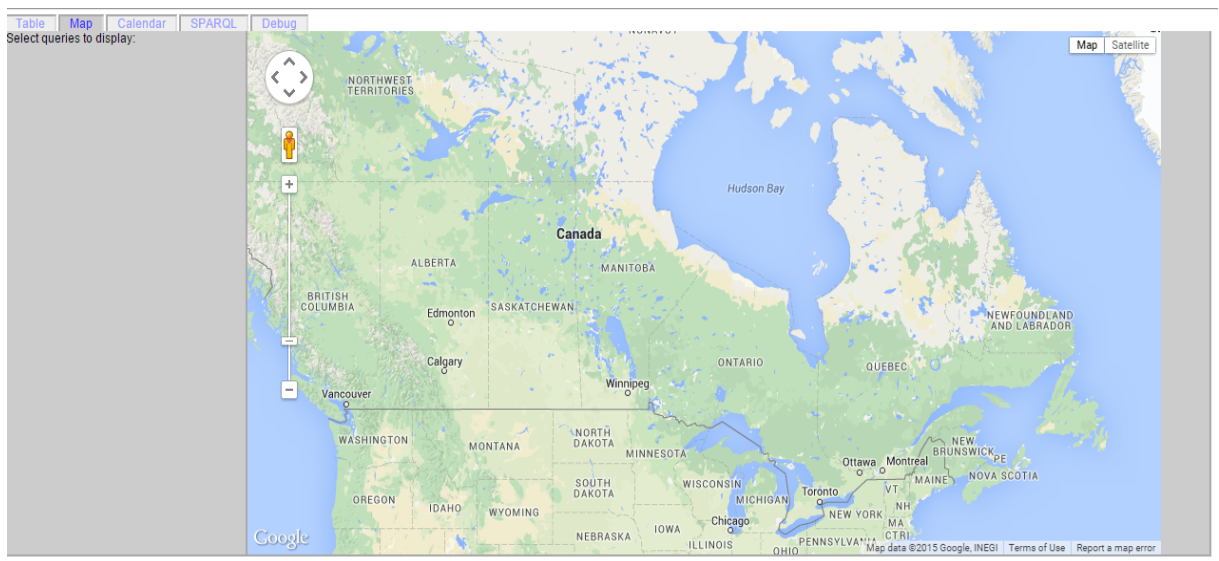 Table Map Calendar SPARQL Debug
Select queries to display:
NUNAVUT
Map Satellite
NORTHWEST
TERRITORIES
Hudson Bay
Canada
ALBERTA
MANITOBA
BRITISH
COLUMBIA
SASKATCHEWAN
Edmonton
NEWFOUNDLAND
AND LABRADOR
Calgary
ONTARIO
QUEBEC
Winnipeg
Vancouver
WASHINGTON
MONTANA
NORTH
DAKOTA
MINNESOTA
NEW
BRUNSWICK
PE
Ottawa
Montreal
NOVA SCOTIA
MAINE
SOUTH
DAKOTA
WISCONSIN
MICHIGAN
Toronto
VT
OREGON
IDAHO
WYOMING
NH
NEW YORK
MA
Chicago
IOWA
NEBRASKA
ILLINOIS
OHIO
PENNSYLVANIA
CT RI
Google
Map data ©2015 Google, INEGI Terms of Use Report a map error